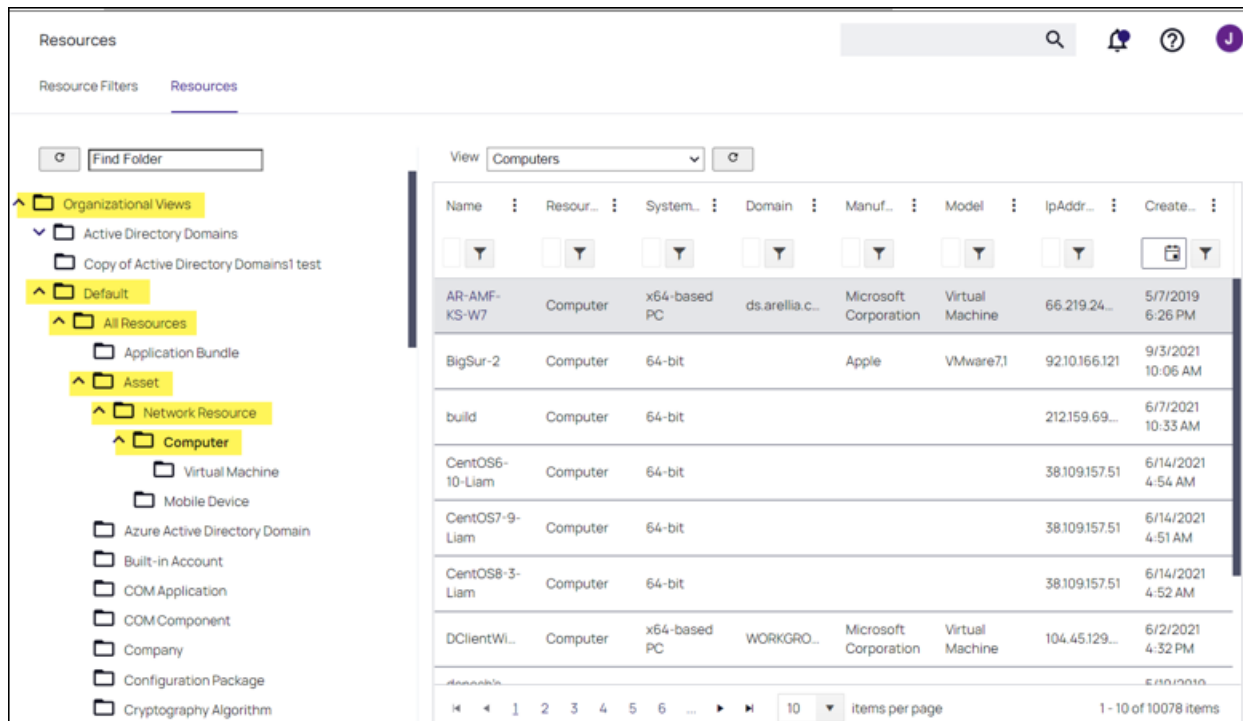 Resources
J
Resource Filters Resources
Find Folder
View Computers
Organizational Views
Active Directory Domains
Copy of Active Directory Domains1 test
Default
All Resources
Application Bundle
Asset
Network Resource
Computer
Virtual Machine
Mobile Device
Azure Active Directory Domain
Built-in Account
COM Application
COM Component
Company
Configuration Package
Cryptography Algorithm
Name Resour... System... Domain Manuf... Model IpAddr... Create...
AR-AMF-KS-W7 Computer x64-based PC ds.arellia.c... Microsoft Corporation Virtual Machine 66.219.24... 5/7/2019 6:26 PM
BigSur-2 Computer 64-bit Apple VMware7,1 92.10.166.121 9/3/2021 10:06 AM
build Computer 64-bit 212.159.69.... 6/7/2021 10:33 AM
CentOS6-10-Liam Computer 64-bit 38.109.157.51 6/14/2021 4:54 AM
CentOS7-9-Liam Computer 64-bit 38.109.157.51 6/14/2021 4:51 AM
CentOS8-3-Liam Computer 64-bit 38.109.157.51 6/14/2021 4:52 AM
DClientWi... Computer x64-based PC WORKGRO... Microsoft Corporation Virtual Machine 104.45.129.... 6/2/2021 4:32 PM
1 2 3 4 5 6 ... 10 items per page 1 - 10 of 10078 items